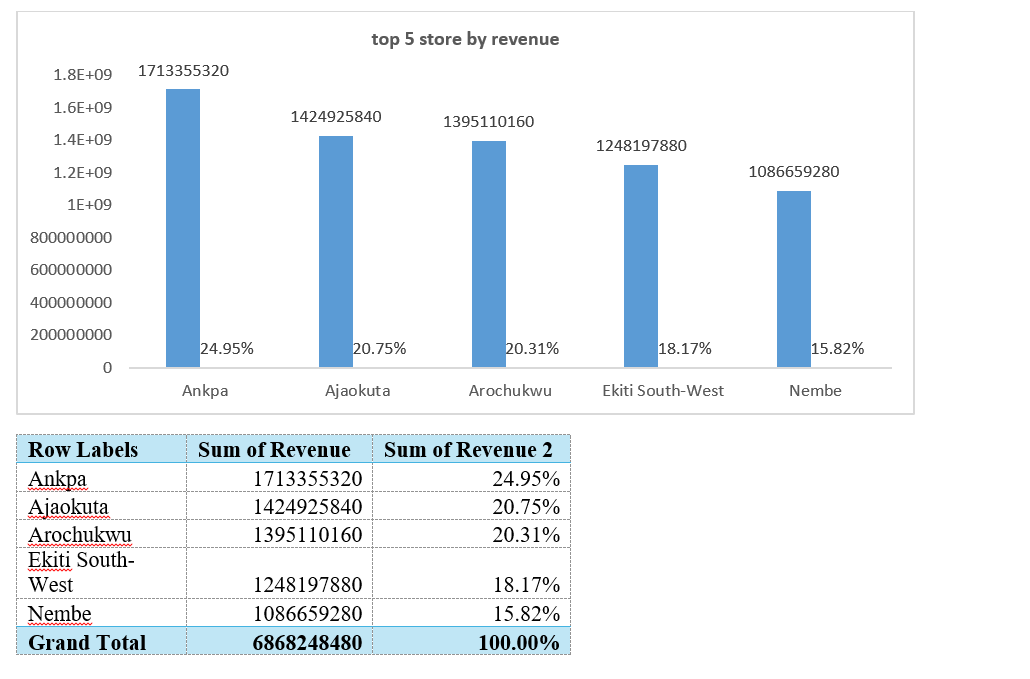 top 5 store by revenue
1.8E+09
1.6E+09
1.4E+09
1.2E+09
1E+09
800000000
600000000
400000000
200000000
0
1713355320
1424925840
1395110160
1248197880
1086659280
24.95%
20.75%
20.31%
18.17%
15.82%
Ankpa
Ajaokuta
Arochukwu
Ekiti South-West
Nembe
Row Labels Sum of Revenue Sum of Revenue 2
Ankpa 1713355320 24.95%
Ajaokuta 1424925840 20.75%
Arochukwu 1395110160 20.31%
Ekiti South-
West 1248197880 18.17%
Nembe 1086659280 15.82%
Grand Total 6868248480 100.00%